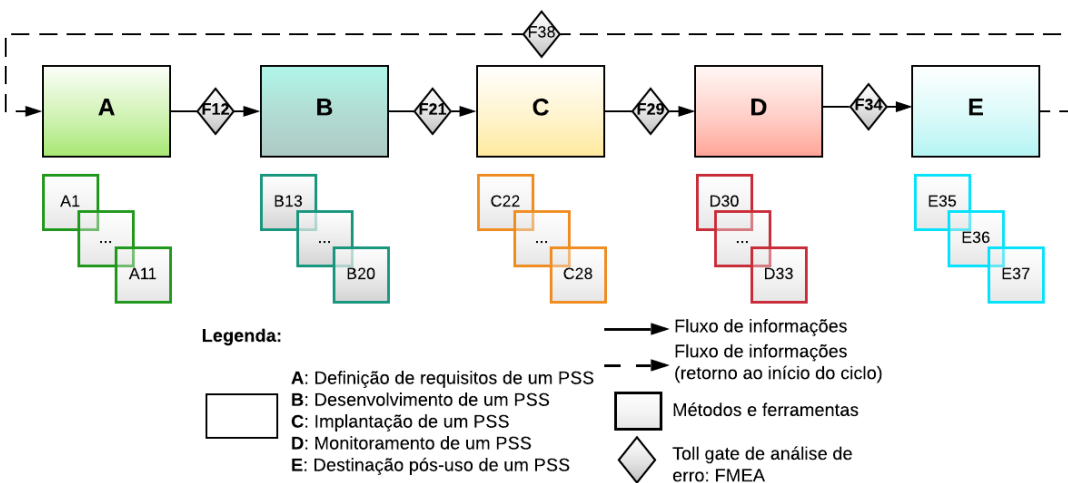 F38
A
F12
B
F21
C
F29
D
F34
E
A1
...
A11
B13
...
B20
C22
...
C28
D30
...
D33
E35
E36
E37
Legenda:
A: Definição de requisitos de um PSS
B: Desenvolvimento de um PSS
C: Implantação de um PSS
D: Monitoramento de um PSS
E: Destinação pós-uso de um PSS
Fluxo de informações
Fluxo de informações
(retorno ao início do ciclo)
Métodos e ferramentas
Toll gate de análise de
erro: FMEA